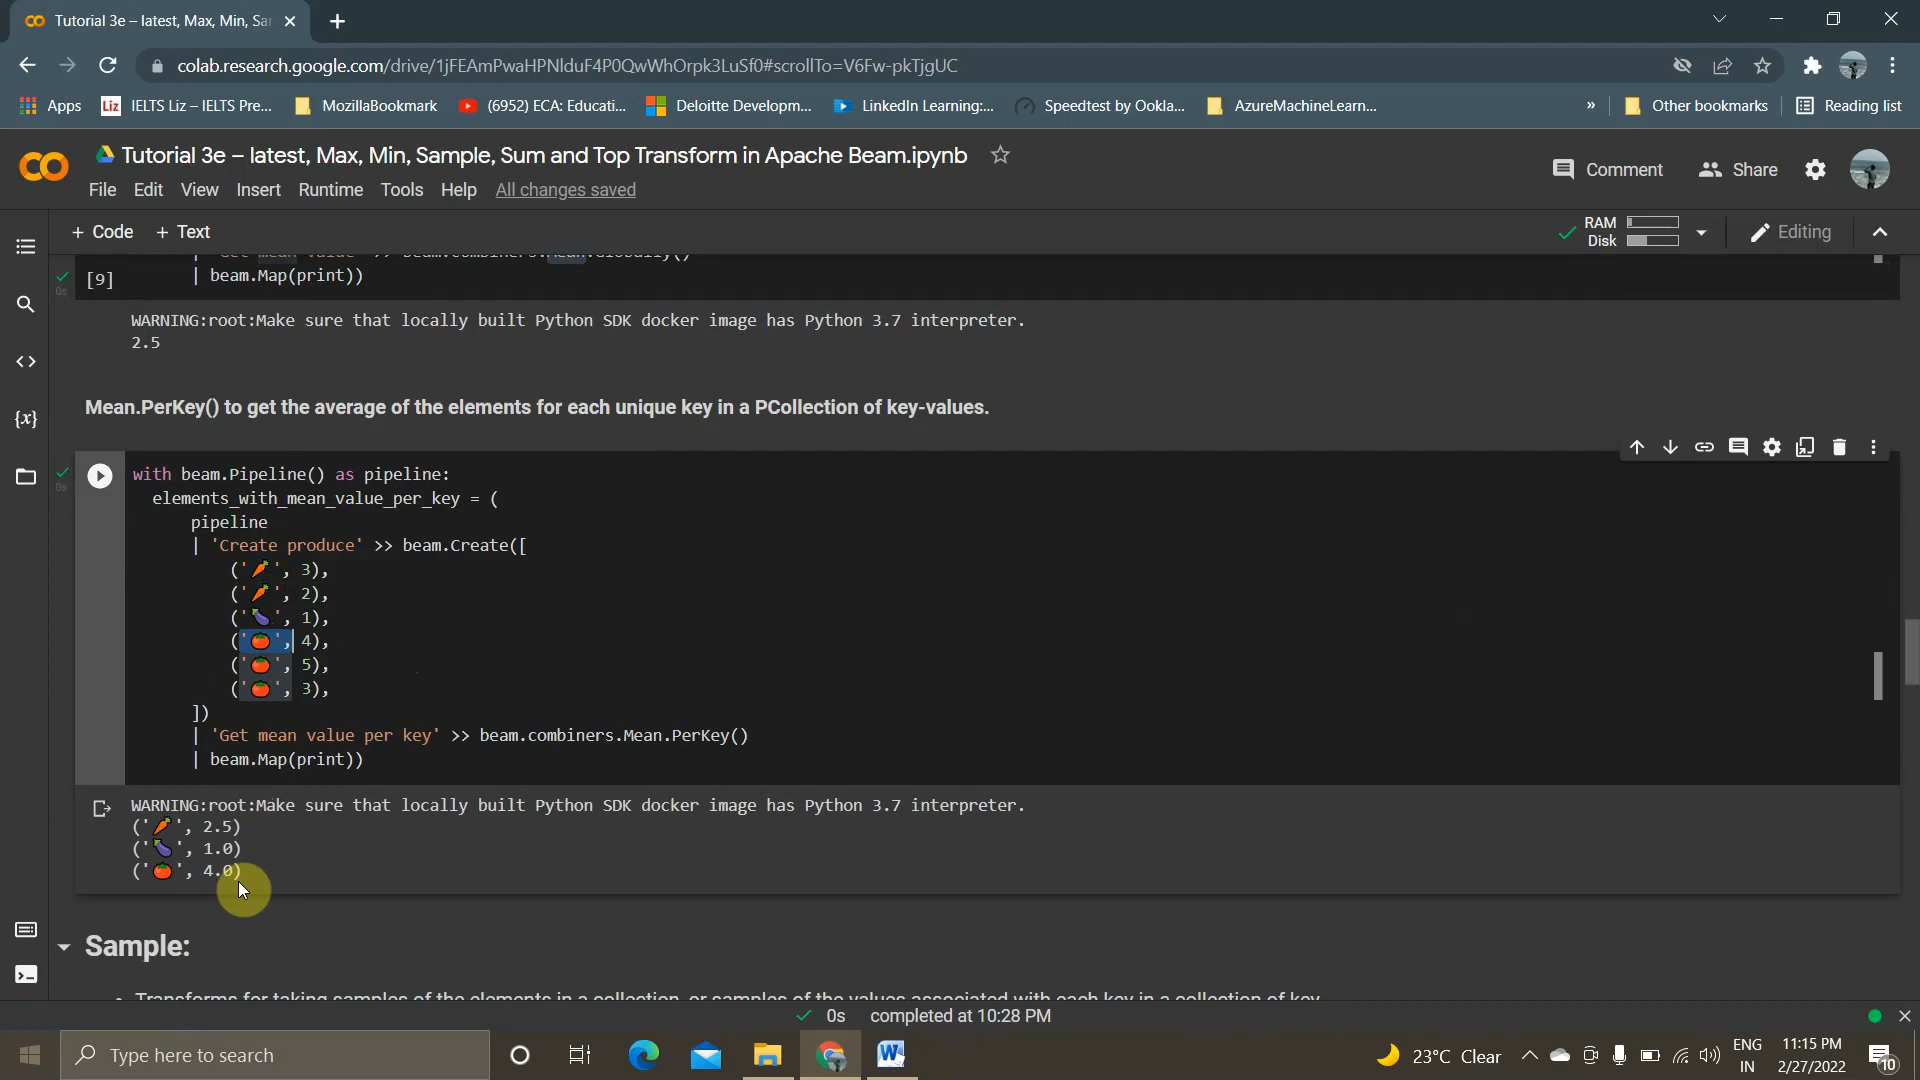 Tutorial 3e – latest, Max, Min, Sa
colab.research.google.com/drive/1jFEAmPwaHPNlduF4P0QwWhOrpk3LuSf0#scrollTo=V6Fw-pkTjgUC
Apps
IELTS Liz – IELTS Pre...
MozillaBookmark
(6952) ECA: Educati...
Deloitte Developm...
LinkedIn Learning:...
Speedtest by Ookla...
AzureMachineLearn...
»
Other bookmarks
Reading list
Tutorial 3e – latest, Max, Min, Sample, Sum and Top Transform in Apache Beam.ipynb
Comment
Share
File Edit View Insert Runtime Tools Help All changes saved
+ Code + Text
RAM
Disk
Editing
| 'Get mean value' >> beam.combiners.Mean.Globally()
[9] | beam.Map(print))
0s
WARNING:root:Make sure that locally built Python SDK docker image has Python 3.7 interpreter.
2.5
Mean.PerKey() to get the average of the elements for each unique key in a PCollection of key-values.
0s
with beam.Pipeline() as pipeline:
elements_with_mean_value_per_key = (
pipeline
| 'Create produce' >> beam.Create([
('🥕', 3),
('🥕', 2),
('🍆', 1),
('🍅', 4),
('🍅', 5),
('🍅', 3),
])
| 'Get mean value per key' >> beam.combiners.Mean.PerKey()
| beam.Map(print))
WARNING:root:Make sure that locally built Python SDK docker image has Python 3.7 interpreter.
('🥕', 2.5)
('🍆', 1.0)
('🍅', 4.0)
Sample:
Transforms for taking samples of the elements in a collection, or samples of the values associated with each key in a collection of key
0s completed at 10:28 PM
Type here to search
23°C Clear
ENG
IN
11:15 PM
2/27/2022
10